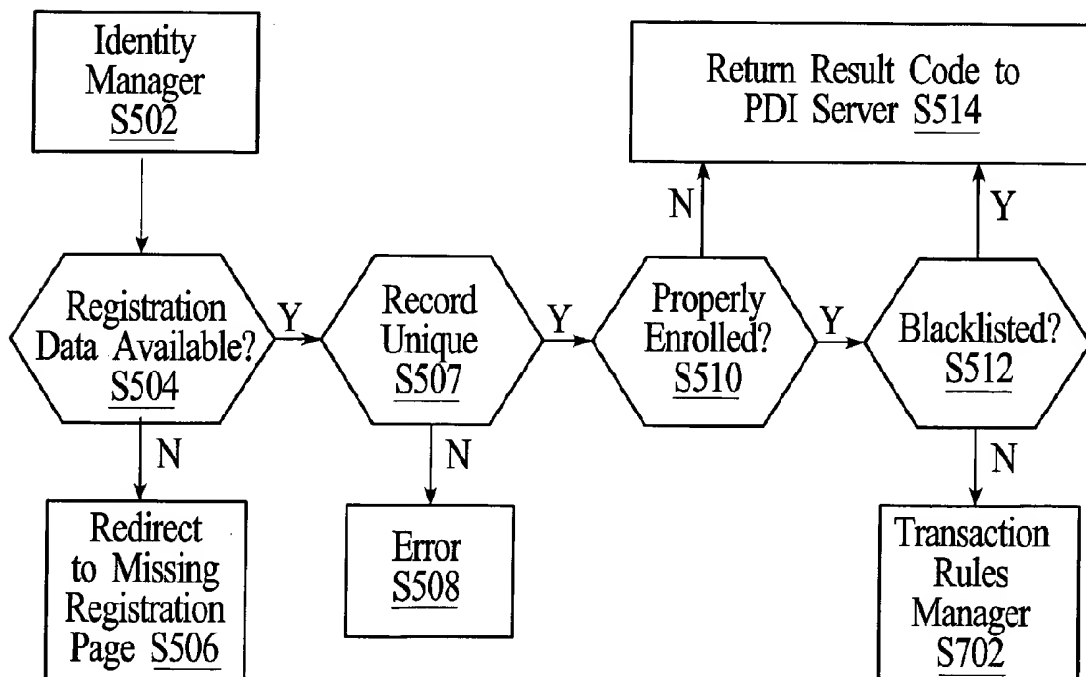 Identity
Manager
S502
Return Result Code to
PDI Server S514
N
Y
Registration
Data Available?
S504
Y
Record
Unique
S507
Y
Properly
Enrolled?
S510
Y
Blacklisted?
S512
N
N
N
Redirect
to Missing
Registration
Page S506
Error
S508
Transaction
Rules
Manager
S702